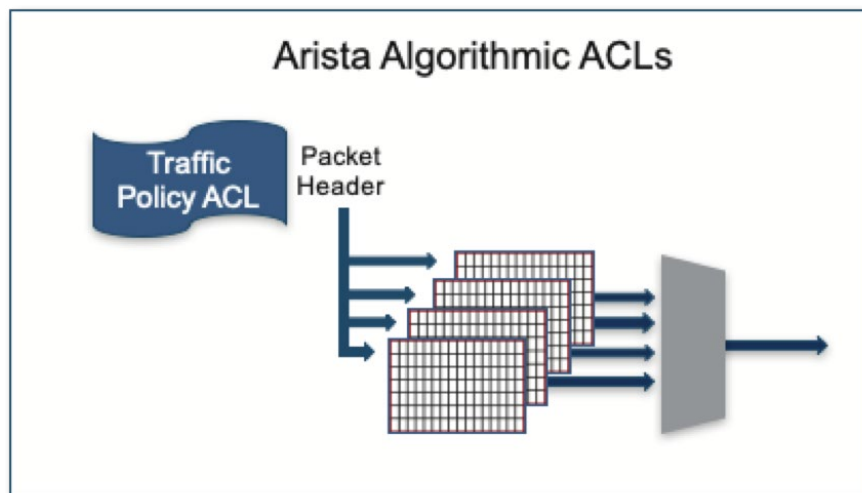 Arista Algorithmic ACLs
Traffic
Policy ACL
Packet
Header